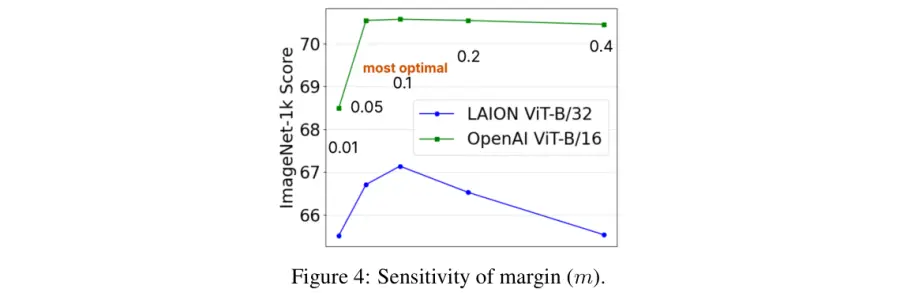 ImageNet-1k Score
70
69
68
67
66
most optimal
0.01
0.05
0.1
0.2
0.4
LAION ViT-B/32
OpenAI ViT-B/16
Figure 4: Sensitivity of margin (m).